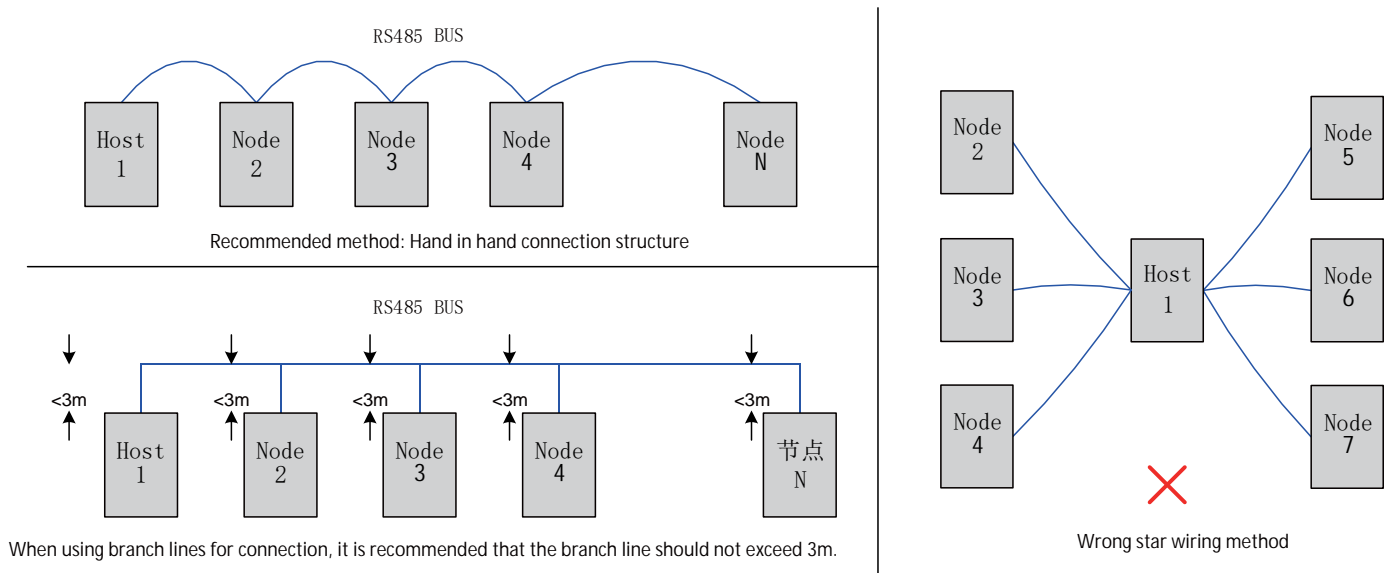 RS485 BUS
Host
1
Node
2
Node
3
Node
4
Node
N
Recommended method: Hand in hand connection structure
RS485 BUS
<3m
<3m
<3m
<3m
<3m
Host
1
Node
2
Node
3
Node
4
节点
N
When using branch lines for connection, it is recommended that the branch line should not exceed 3m.
Node
2
Node
3
Node
4
Host
1
Node
5
Node
6
Node
7
Wrong star wiring method